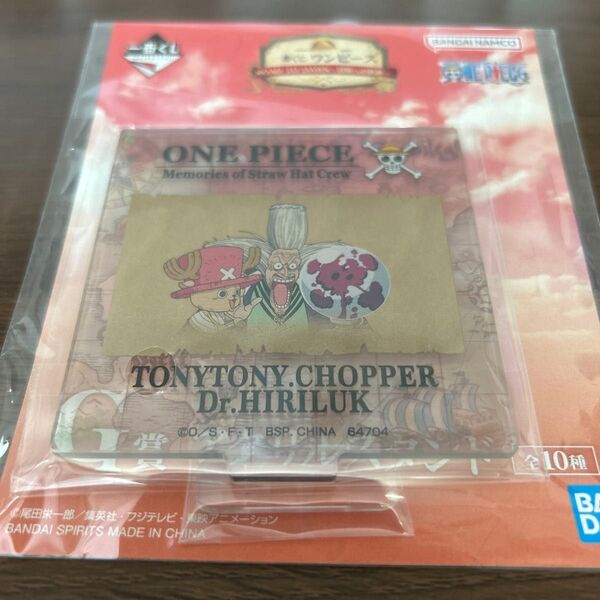 一番くじ
ワンピース
BANDAI NAMCO
ONE PIECE
ONE PIECE
Memories of Straw Hat Crew
TONYTONY.CHOPPER
Dr.HIRILUK
©O/S・F・T BSP. CHINA 64704
G賞
全10種
©尾田栄一郎/集英社・フジテレビ・東映アニメーション
BANDAI SPIRITS MADE IN CHINA